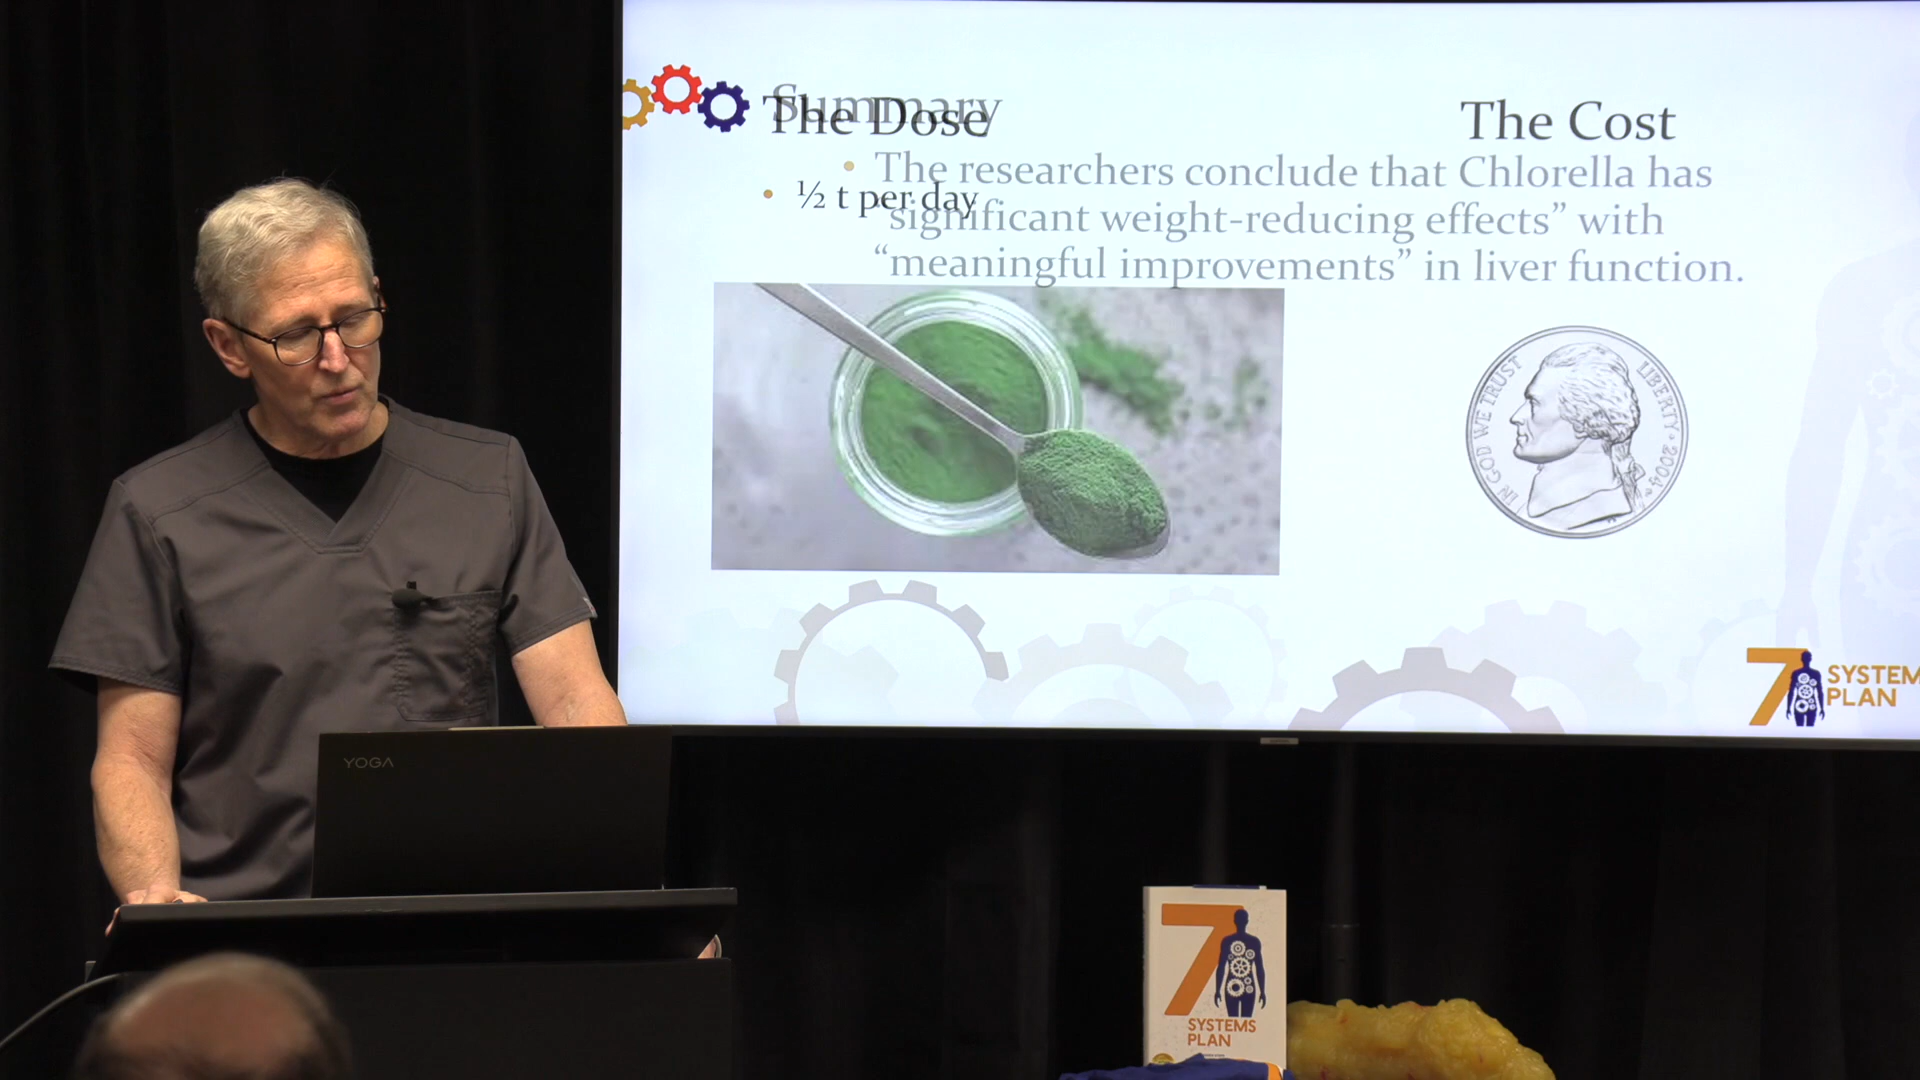 Summary
The Dose
The Cost
• The researchers conclude that Chlorella has
"significant weight-reducing effects” with
“meaningful improvements” in liver function.
• ½ t per day
IN GOD WE TRUST
LIBERTY • 2004
7 SYSTEM
PLAN
YOGA
7
SYSTEMS
PLAN